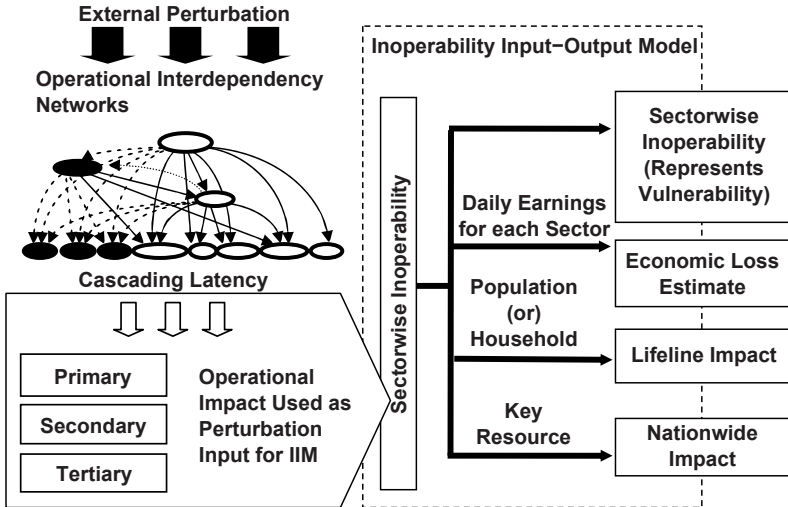 External Perturbation
Operational Interdependency
Networks
Cascading Latency
Primary
Secondary
Tertiary
Operational
Impact Used as
Perturbation
Input for IIM
Inoperability Input−Output Model
Sectorwise Inoperability
Daily Earnings
for each Sector
Population
(or)
Household
Key
Resource
Sectorwise
Inoperability
(Represents
Vulnerability)
Economic Loss
Estimate
Lifeline Impact
Nationwide
Impact